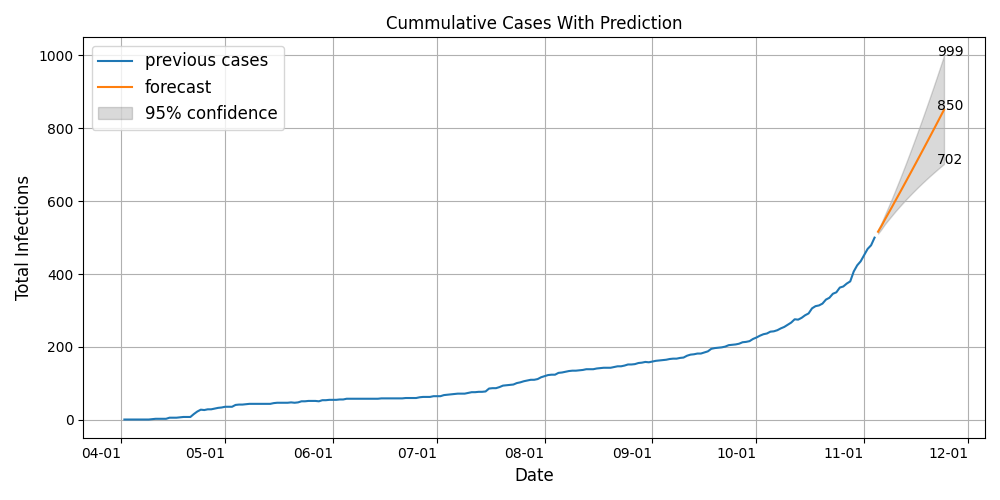 Cummulative Cases With Prediction
previous cases
forecast
95% confidence
999
850
702
1000
800
600
400
200
0
Total Infections
04-01 05-01 06-01 07-01 08-01 09-01 10-01 11-01 12-01
Date